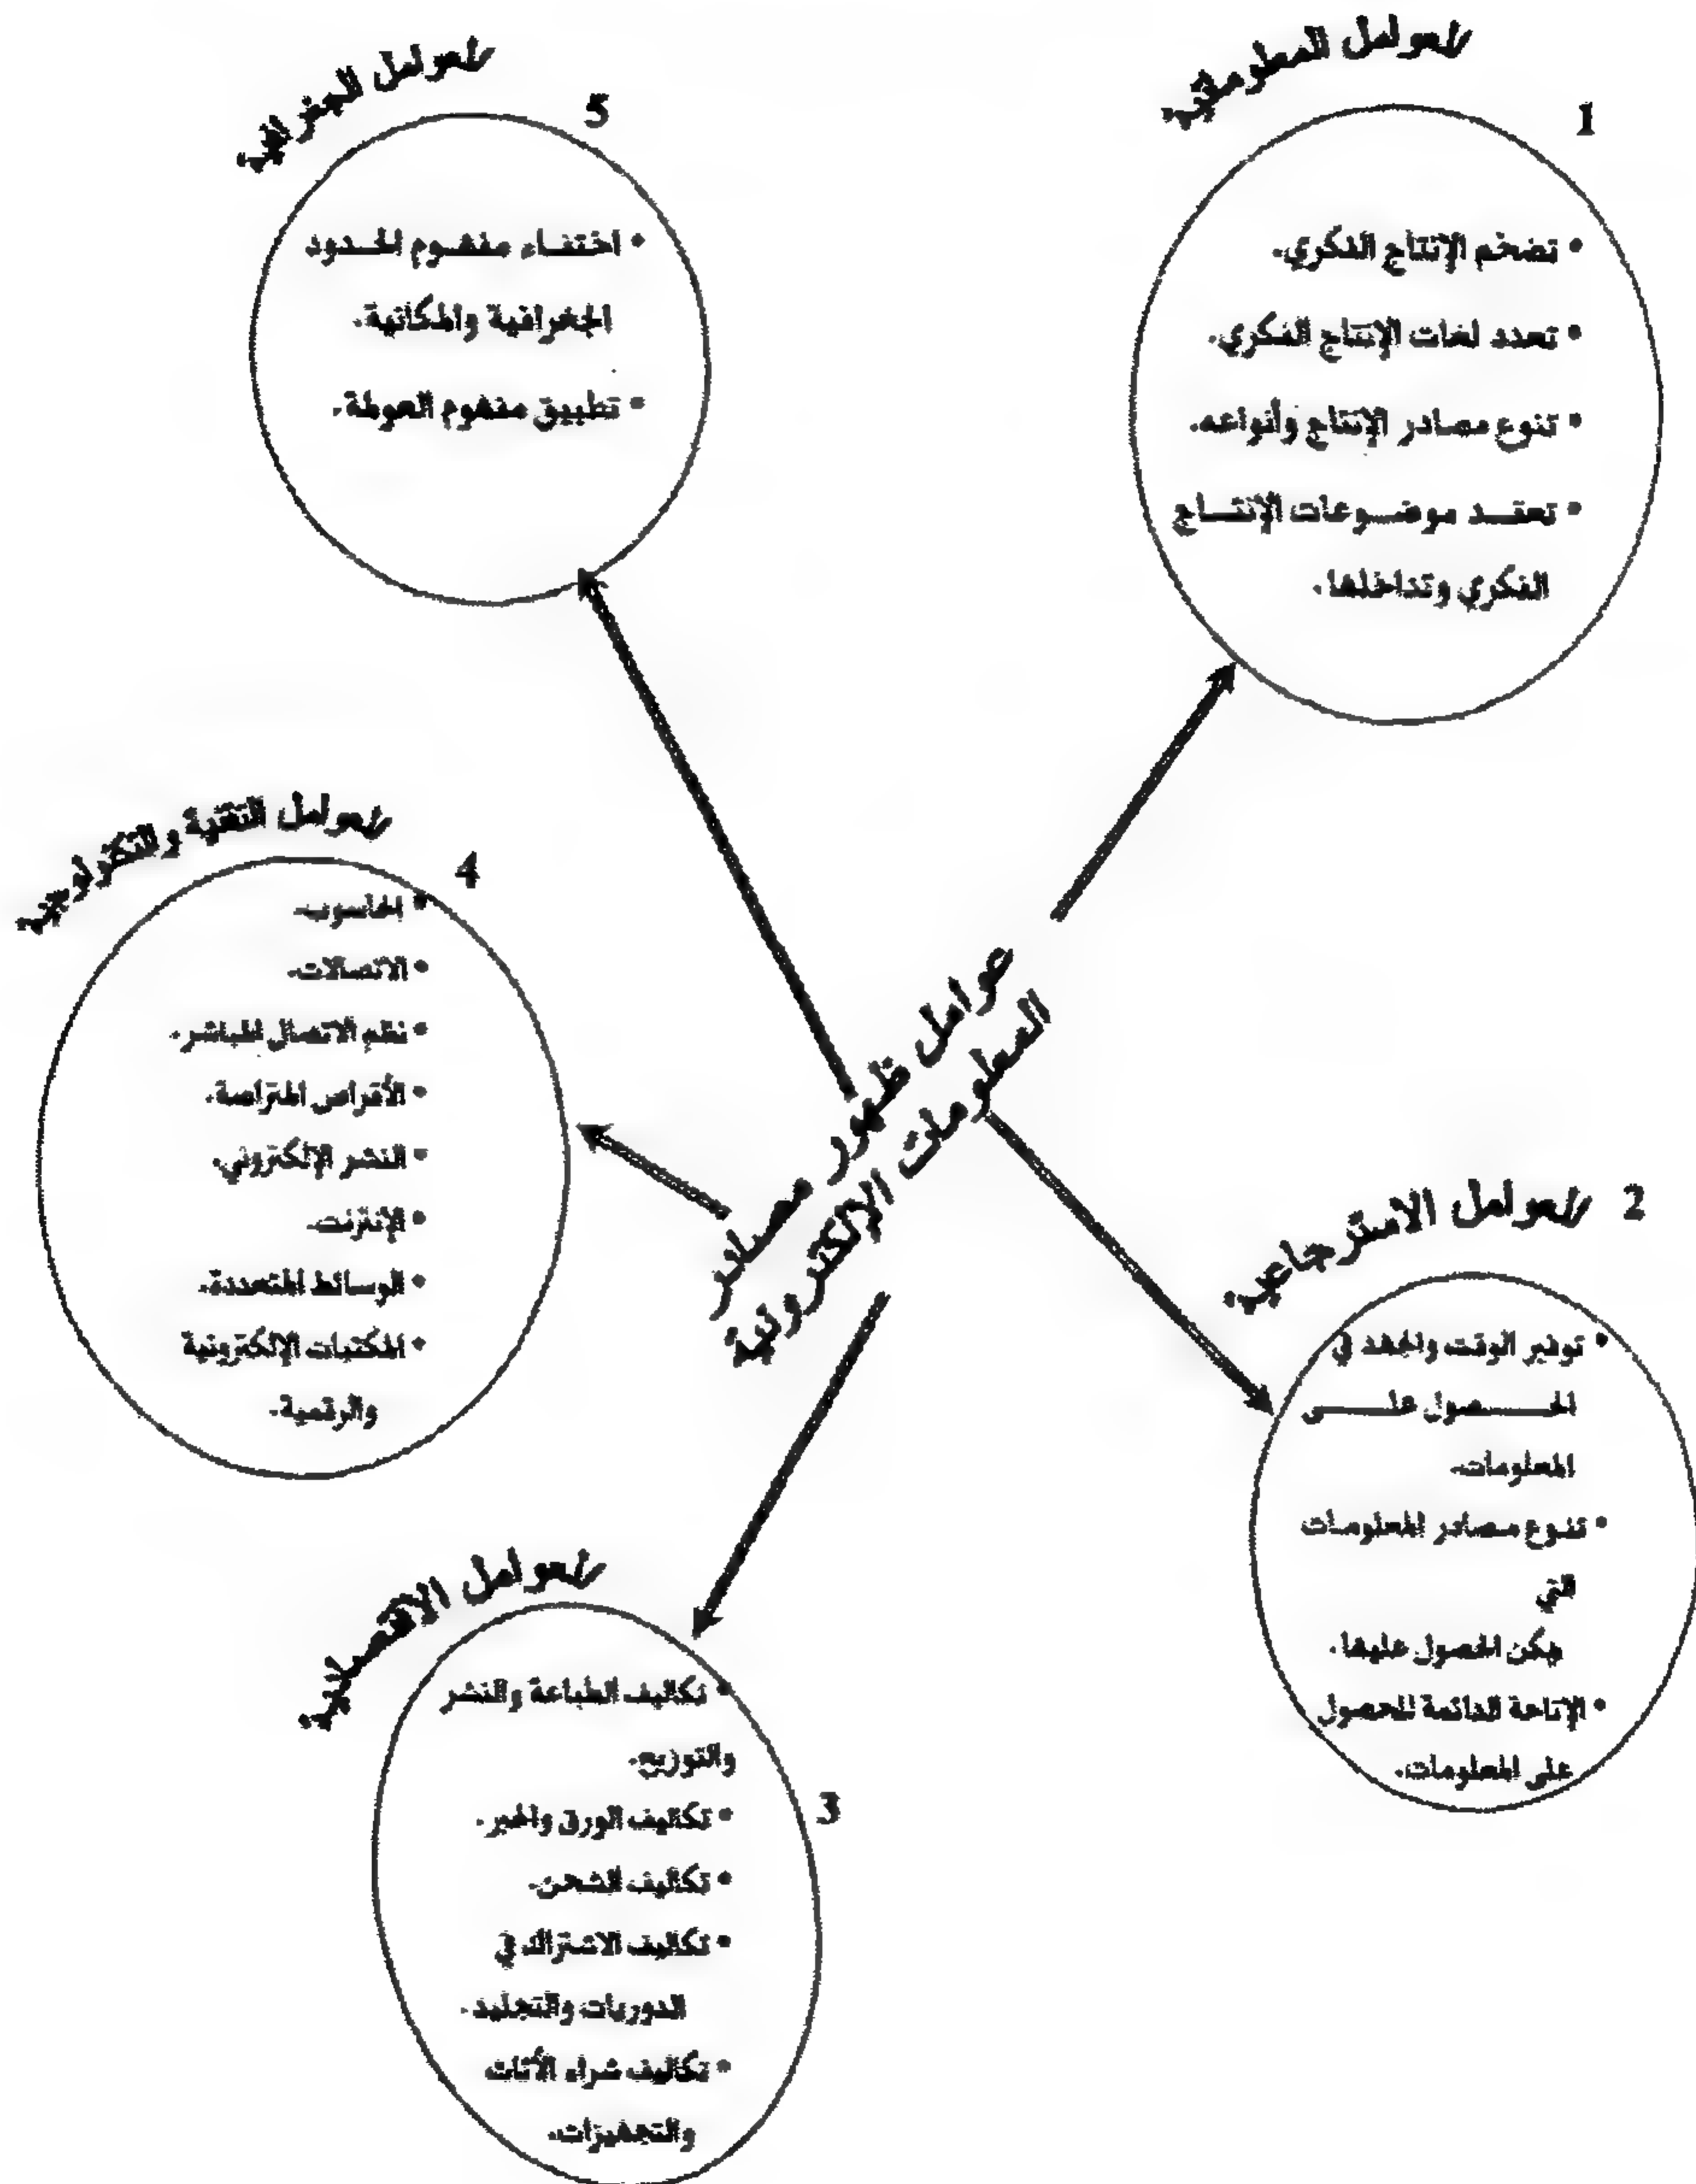 عوامل ظهور مصادر
المعلومات الإلكترونية
العوامل المعلوماتية
1
• تضخم الإنتاج الفكري.
• تعدد لغات الإنتاج الفكري.
• تنوع مصادر الإنتاج وأنواعه.
• تعقد موضوعات الإنتاج
الفكري وتداخلها.
العوامل الاسترجاعية
2
• توفير الوقت والجهد في
الحصول على
المعلومات.
• تنوع مصادر المعلومات
التي
يمكن الحصول عليها.
• الإتاحة الدائمة للحصول
على المعلومات.
العوامل الاقتصادية
3
• تكاليف الطباعة والنشر
والتوزيع.
• تكاليف الورق والحبر.
• تكاليف الشحن.
• تكاليف الاشتراك في
الدوريات والتجليد.
• تكاليف شراء الأثاث
والتجهيزات.
العوامل التقنية والتكنولوجية
4
• الحاسوب.
• الاتصالات.
• نظم الاتصال المباشر.
• الأقراص المتراصة.
• النشر الإلكتروني.
• الإنترنت.
• الوسائط المتعددة.
• المكتبات الإلكترونية
والرقمية.
العوامل الجغرافية
5
• اختفاء مفهوم الحدود
الجغرافية والمكانية.
• تطبيق مفهوم العولمة.